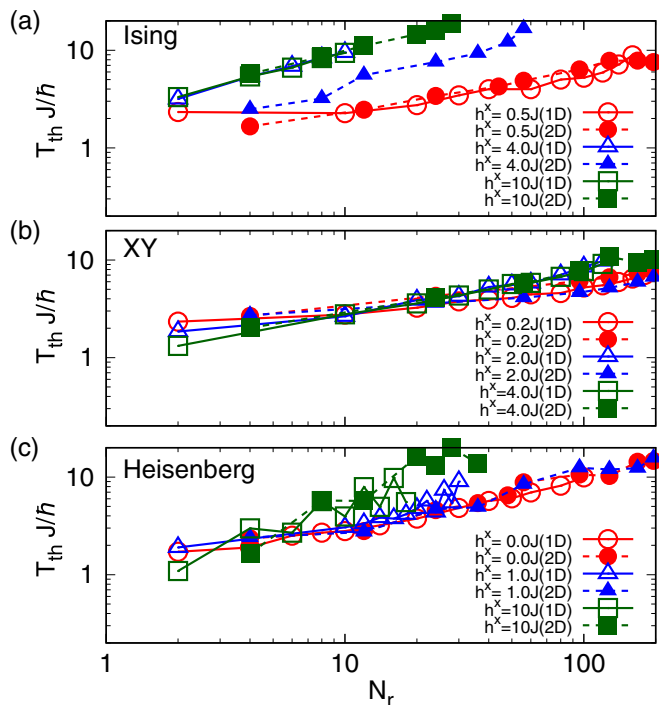 (a)
Ising
10
1
T_th J/ℏ
h^x= 0.5J(1D)
h^x= 0.5J(2D)
h^x= 4.0J(1D)
h^x= 4.0J(2D)
h^x=10J(1D)
h^x=10J(2D)
(b)
XY
10
1
T_th J/ℏ
h^x= 0.2J(1D)
h^x= 0.2J(2D)
h^x= 2.0J(1D)
h^x= 2.0J(2D)
h^x=4.0J(1D)
h^x=4.0J(2D)
(c)
Heisenberg
10
1
T_th J/ℏ
h^x= 0.0J(1D)
h^x= 0.0J(2D)
h^x= 1.0J(1D)
h^x= 1.0J(2D)
h^x=10J(1D)
h^x=10J(2D)
1 10 100
N_r